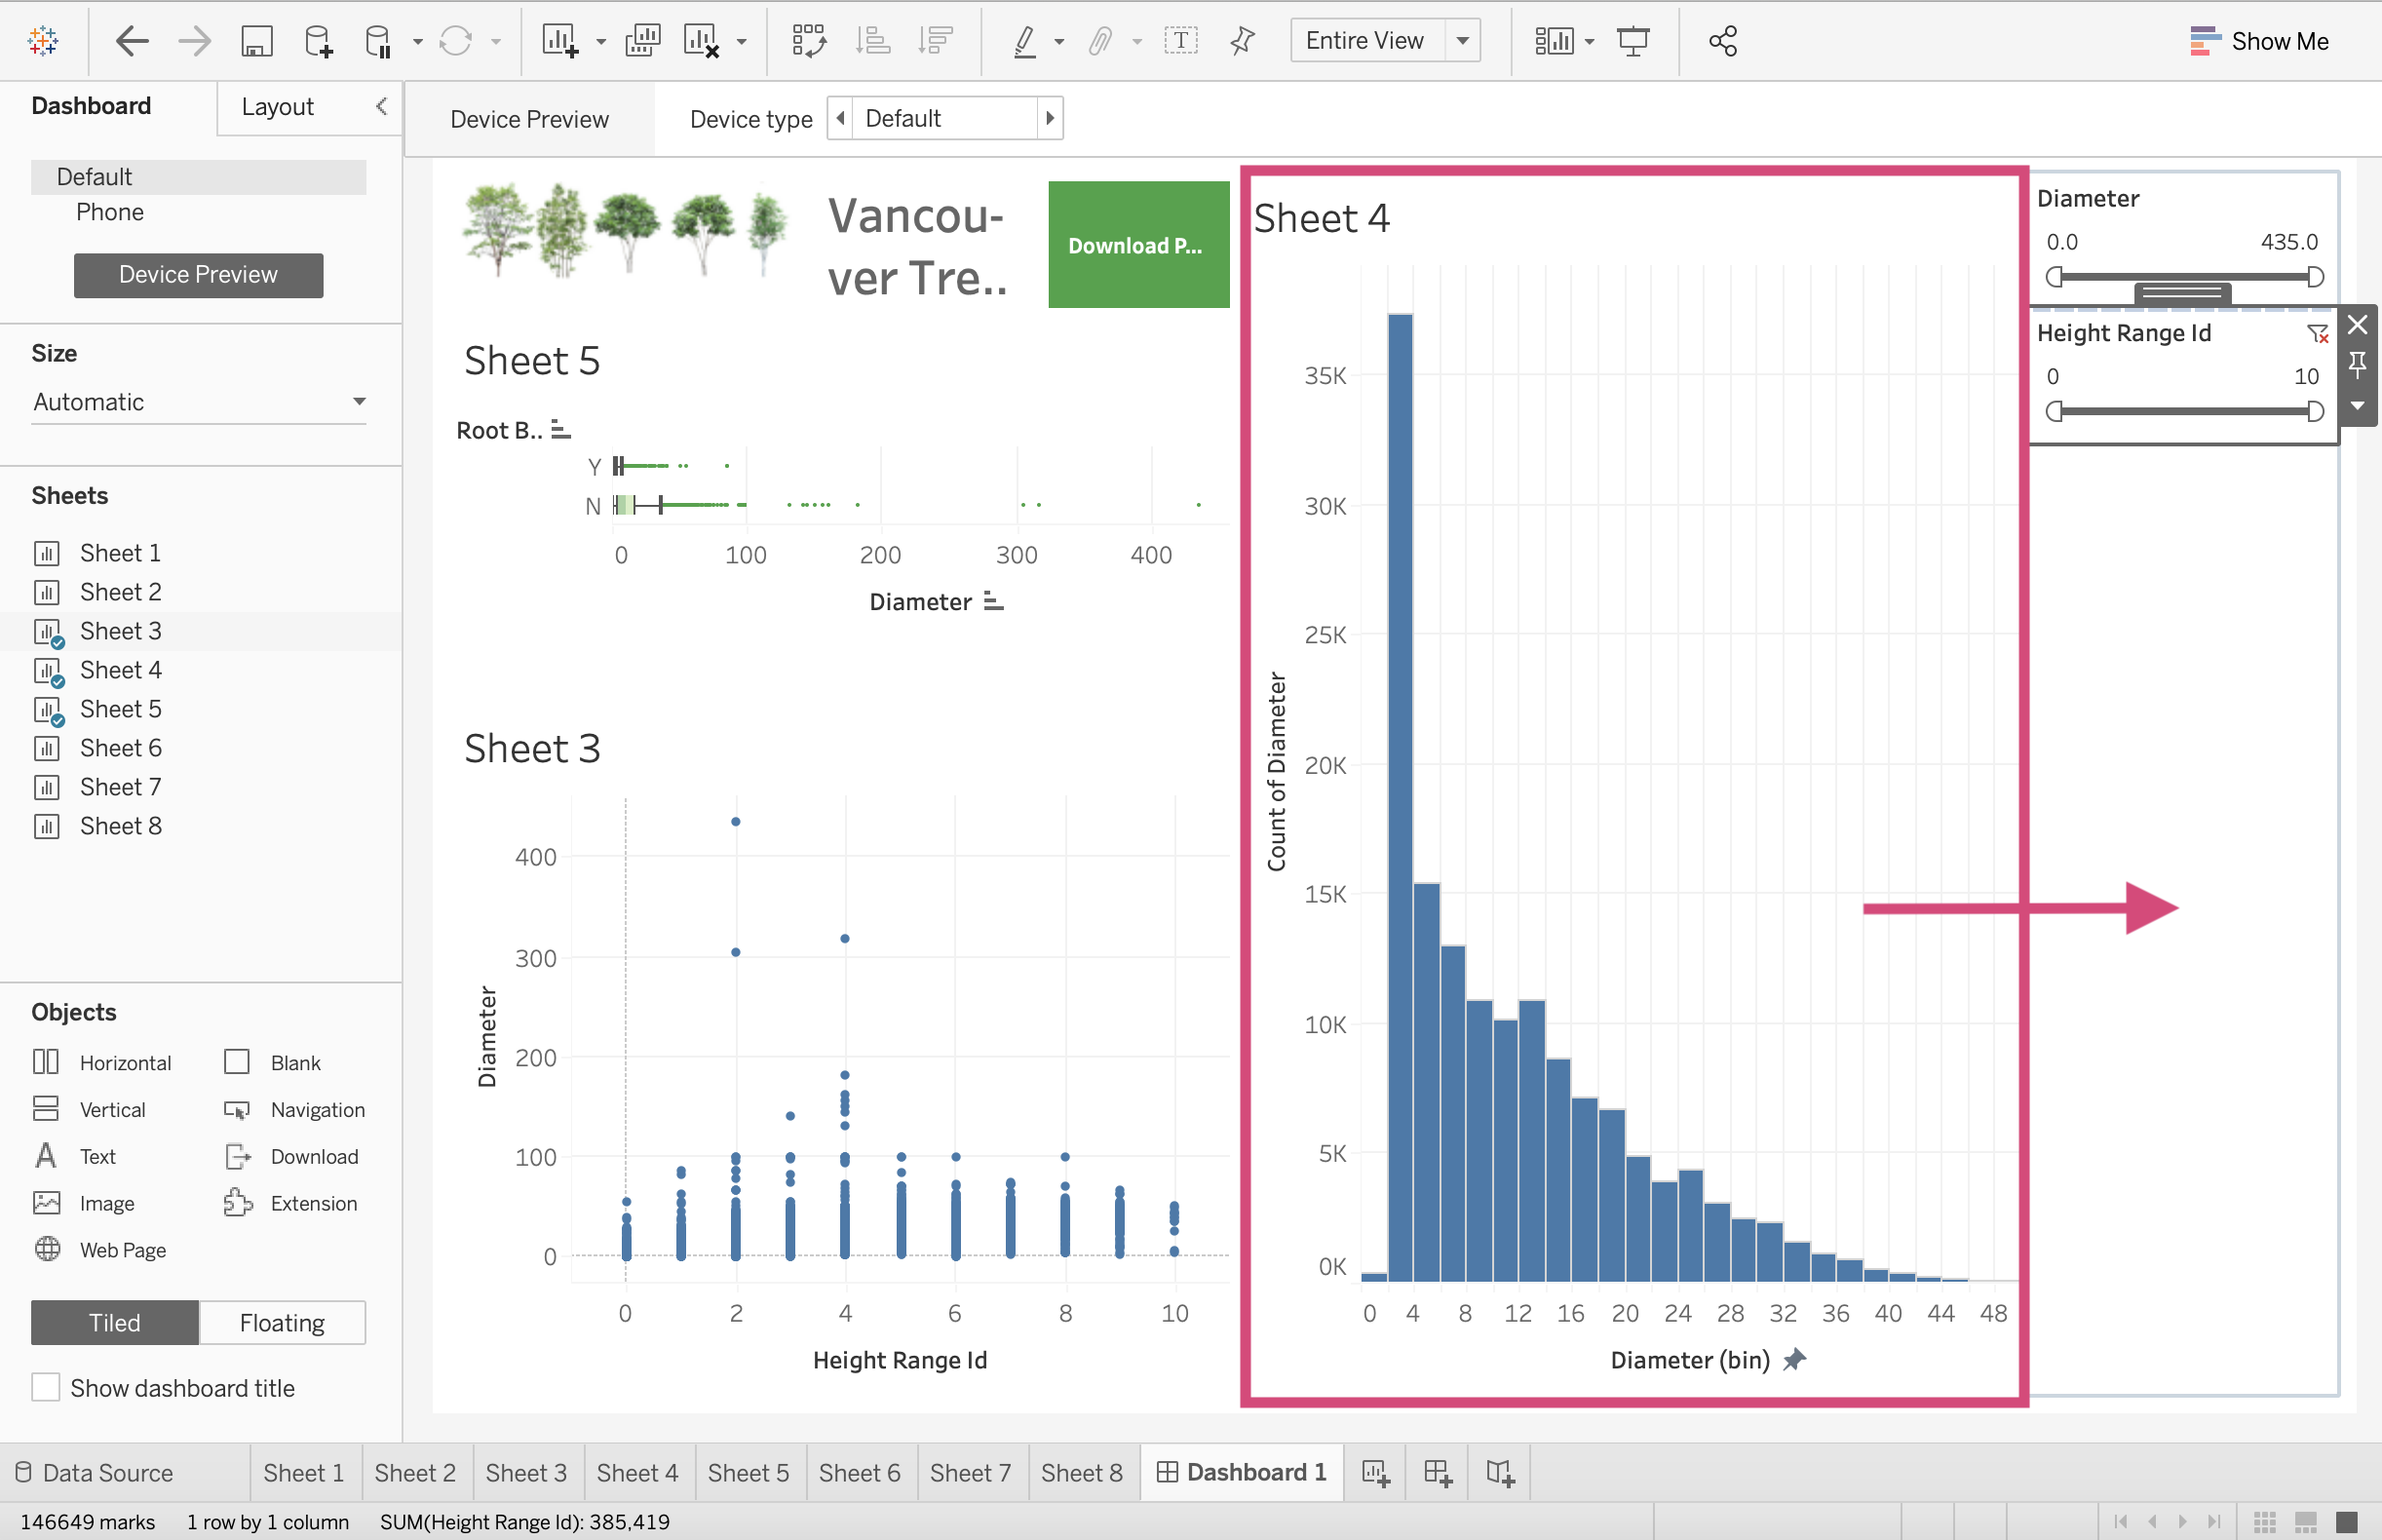 Entire View
Show Me
Dashboard
Layout
Device Preview
Device type
Default
Default
Phone
Device Preview
Size
Automatic
Sheets
Sheet 1
Sheet 2
Sheet 3
Sheet 4
Sheet 5
Sheet 6
Sheet 7
Sheet 8
Objects
Horizontal
Blank
Vertical
Navigation
Text
Download
Image
Extension
Web Page
Tiled
Floating
Show dashboard title
Vancou-
ver Tre..
Download P...
Sheet 5
Root B..
Y
N
0 100 200 300 400
Diameter
Sheet 3
Diameter
400
300
200
100
0
0 2 4 6 8 10
Height Range Id
Sheet 4
Count of Diameter
35K
30K
25K
20K
15K
10K
5K
0K
0 4 8 12 16 20 24 28 32 36 40 44 48
Diameter (bin)
Diameter
0.0 435.0
Height Range Id
0 10
Data Source
Sheet 1
Sheet 2
Sheet 3
Sheet 4
Sheet 5
Sheet 6
Sheet 7
Sheet 8
Dashboard 1
146649 marks
1 row by 1 column
SUM(Height Range Id): 385,419